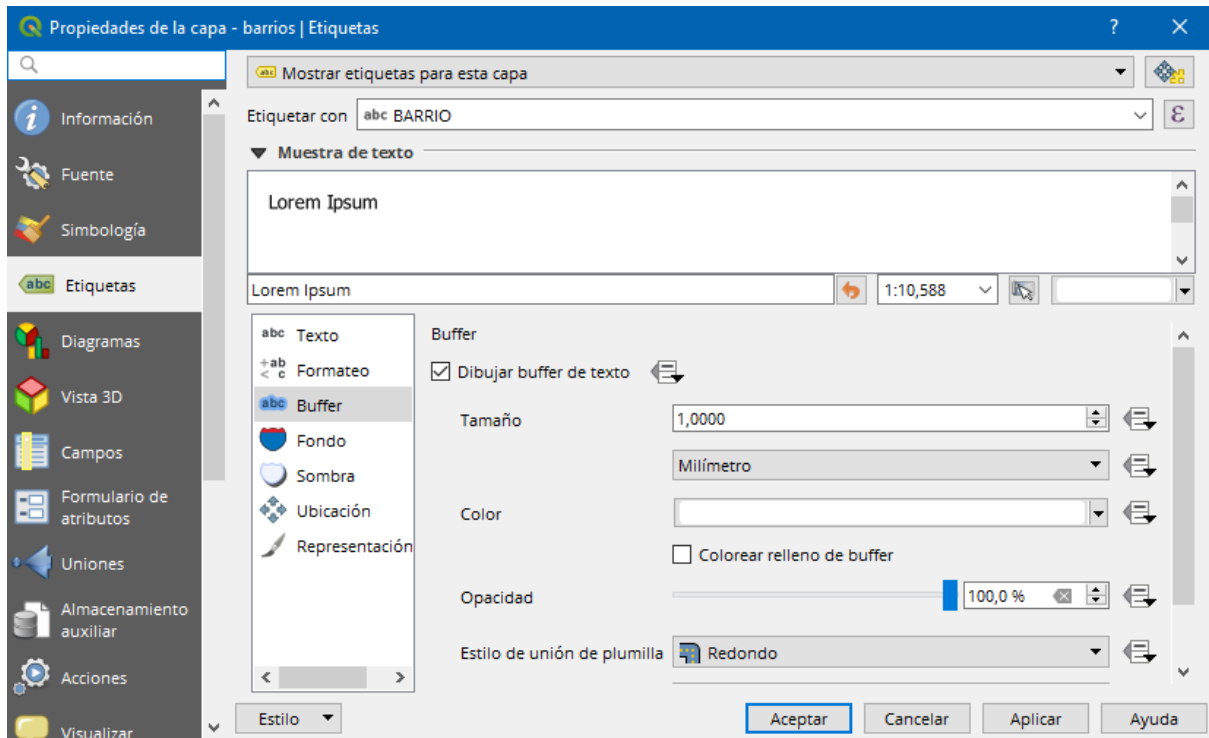 Propiedades de la capa - barrios | Etiquetas
?
Mostrar etiquetas para esta capa
Etiquetar con abc BARRIO ε
Muestra de texto
Lorem Ipsum
Lorem Ipsum
1:10,588
Información
Fuente
Simbología
abc Etiquetas
Diagramas
Vista 3D
Campos
Formulario de
atributos
Uniones
Almacenamiento
auxiliar
Acciones
Visualizar
abc Texto
+ab
< c Formateo
abc Buffer
Fondo
Sombra
Ubicación
Representación
Buffer
Dibujar buffer de texto
Tamaño 1,0000
Milímetro
Color
Colorear relleno de buffer
Opacidad 100,0 %
Estilo de unión de plumilla Redondo
Estilo Aceptar Cancelar Aplicar Ayuda